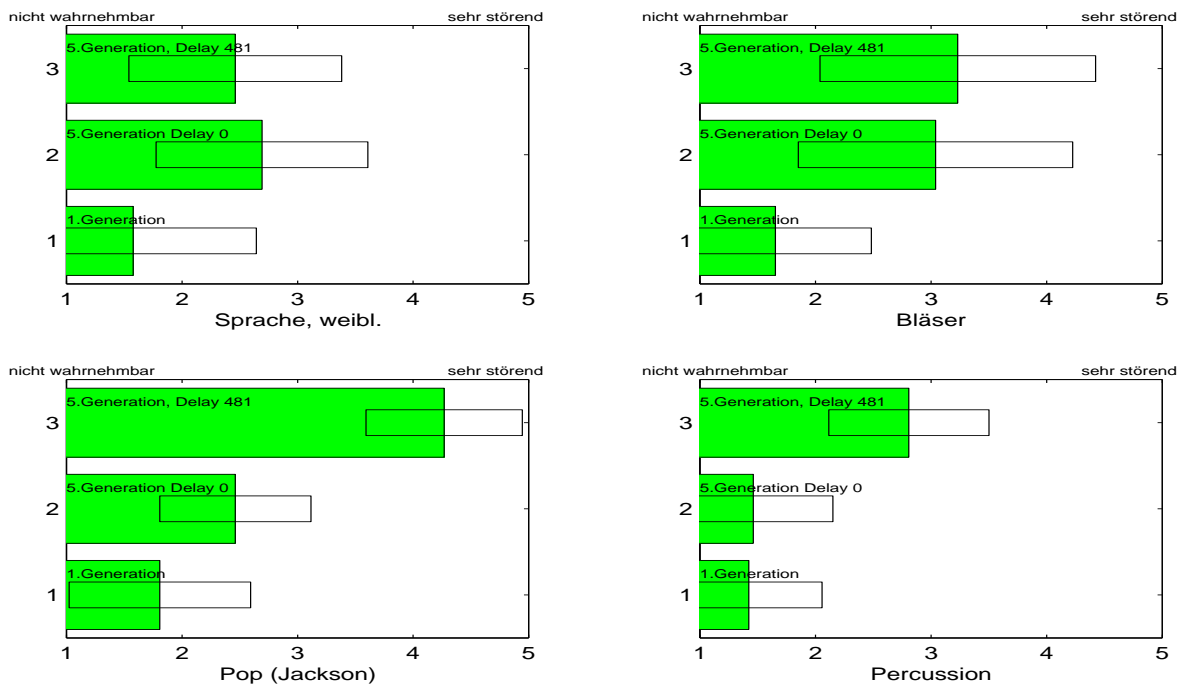 nicht wahrnehmbar sehr störend
5.Generation, Delay 481
3
5.Generation Delay 0
2
1.Generation
1
1 2 3 4 5
Sprache, weibl.
nicht wahrnehmbar sehr störend
5.Generation, Delay 481
3
5.Generation Delay 0
2
1.Generation
1
1 2 3 4 5
Bläser
nicht wahrnehmbar sehr störend
5.Generation, Delay 481
3
5.Generation Delay 0
2
1.Generation
1
1 2 3 4 5
Pop (Jackson)
nicht wahrnehmbar sehr störend
5.Generation, Delay 481
3
5.Generation Delay 0
2
1.Generation
1
1 2 3 4 5
Percussion